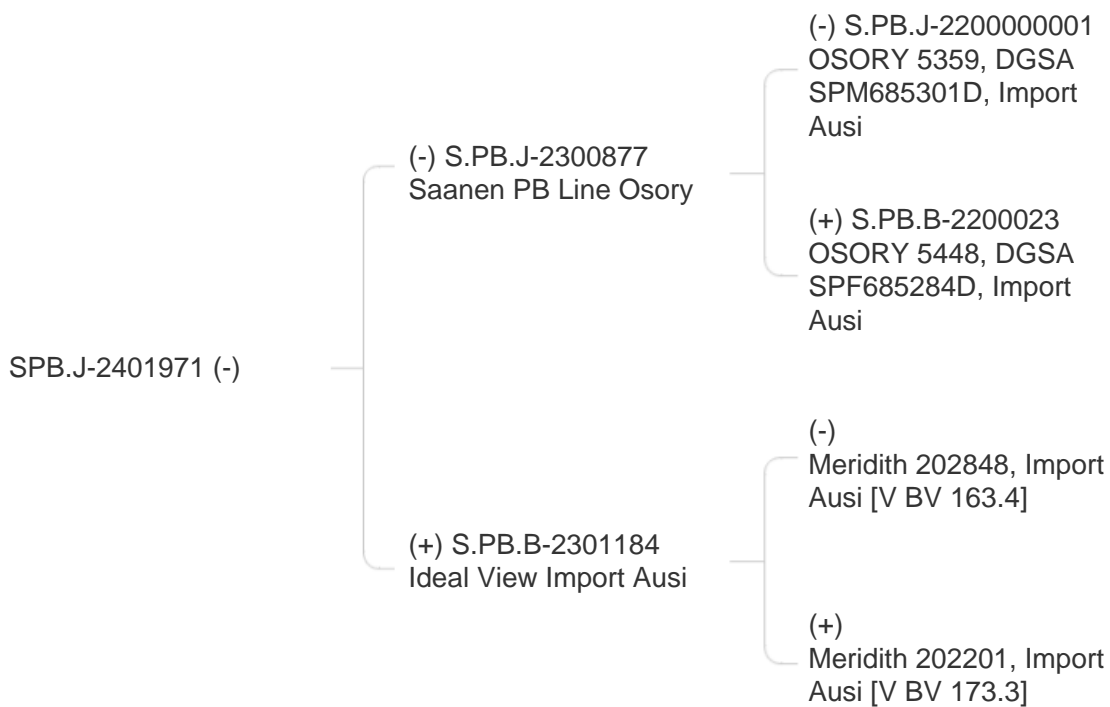 (-) S.PB.J-2200000001
OSORY 5359, DGSA
SPM685301D, Import
Ausi
(-) S.PB.J-2300877
Saanen PB Line Osory
(+) S.PB.B-2200023
OSORY 5448, DGSA
SPF685284D, Import
Ausi
SPB.J-2401971 (-)
(-)
Meridith 202848, Import
Ausi [V BV 163.4]
(+) S.PB.B-2301184
Ideal View Import Ausi
(+)
Meridith 202201, Import
Ausi [V BV 173.3]